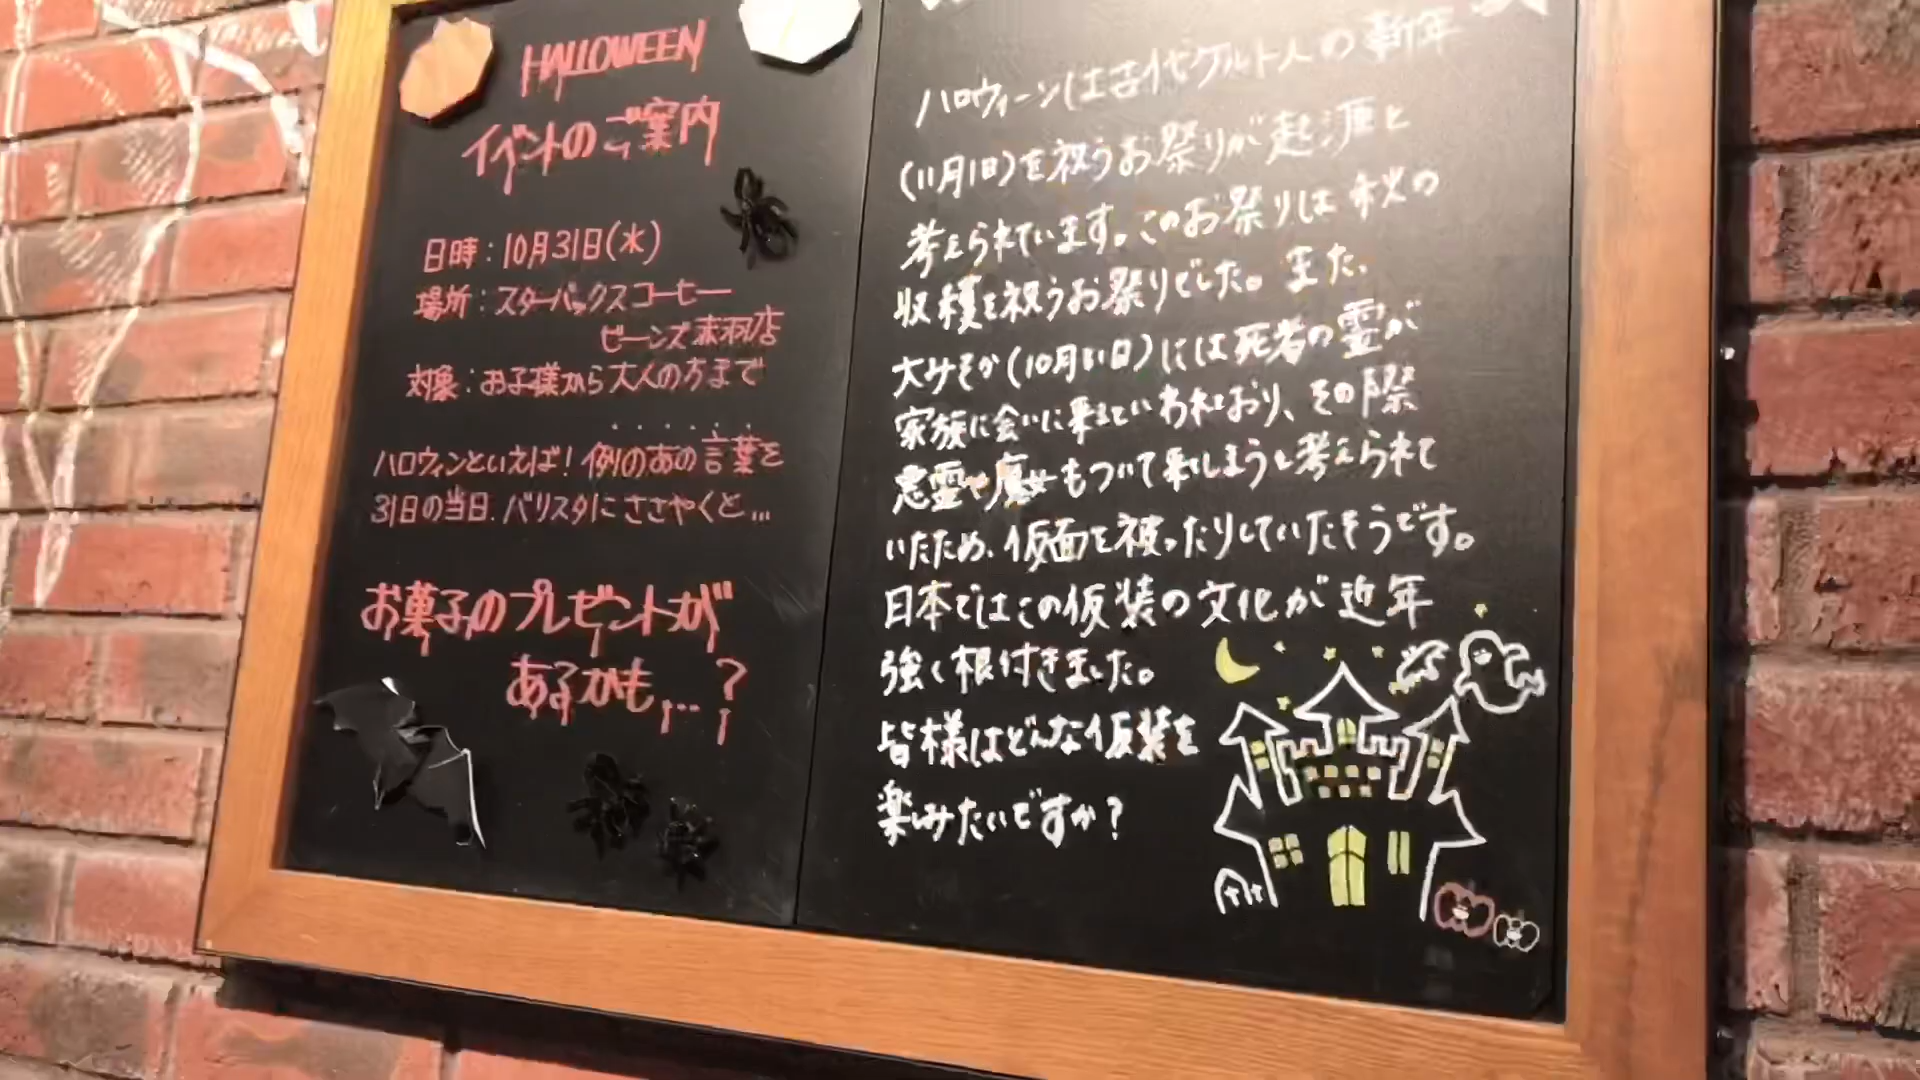 HALLOWEEN
イベントのご案内
日時：10月31日(水)
場所：スターバックスコーヒー
ビーンズ赤羽店
対象：お子様から大人の方まで
ハロウィンといえば！例のあの言葉を
31日の当日、バリスタにささやくと…
お菓子のプレゼントが
あるかも…？
ハロウィーンは古代ケルト人の新年
(11月1日)を祝うお祭りが起源と
考えられています。このお祭りは秋の
収穫を祝うお祭りでした。また、
大みそか(10月31日)には死者の霊が
家族に会いに来るといわれており、その際
悪霊や魔女もついて来てしまうと考えられて
いたため、仮面を被ったりしていたそうです。
日本ではこの仮装の文化が近年
強く根付きました。
皆様はどんな仮装を
楽しみたいですか？